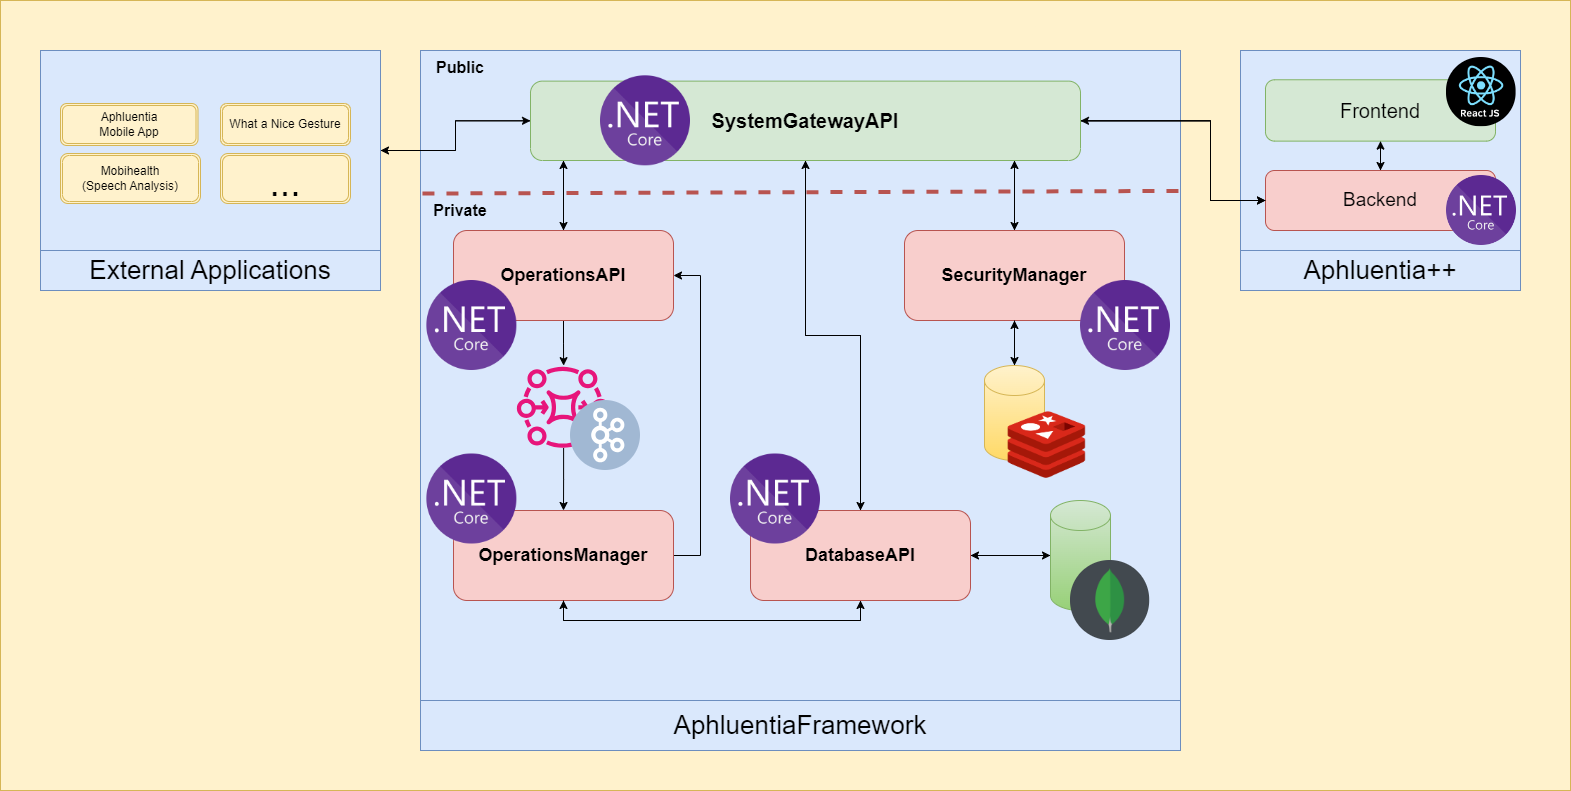 Aphluentia
Mobile App
What a Nice Gesture
Mobihealth
(Speech Analysis)
...
External Applications
Public
.NET
Core
SystemGatewayAPI
Private
OperationsAPI
.NET
Core
SecurityManager
.NET
Core
.NET
Core
OperationsManager
.NET
Core
DatabaseAPI
AphluentiaFramework
Frontend
React JS
Backend
.NET
Core
Aphluentia++